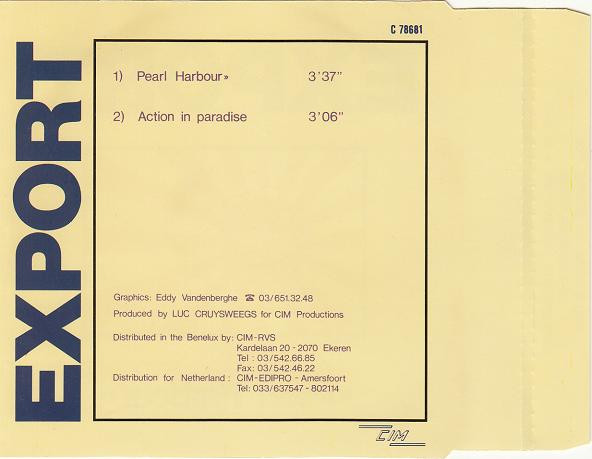 C 78681
EXPORT
1) Pearl Harbour» 3'37"
2) Action in paradise 3'06"
Graphics: Eddy Vandenberghe ☎ 03/651.32.48
Produced by LUC CRUYSWEEGS for CIM Productions
Distributed in the Benelux by: CIM-RVS
Kardelaan 20 - 2070 Ekeren
Tel : 03/542.66.85
Fax: 03/542.46.22
Distribution for Netherland : CIM-EDIPRO - Amersfoort
Tel: 033/637547 - 802114
CIM